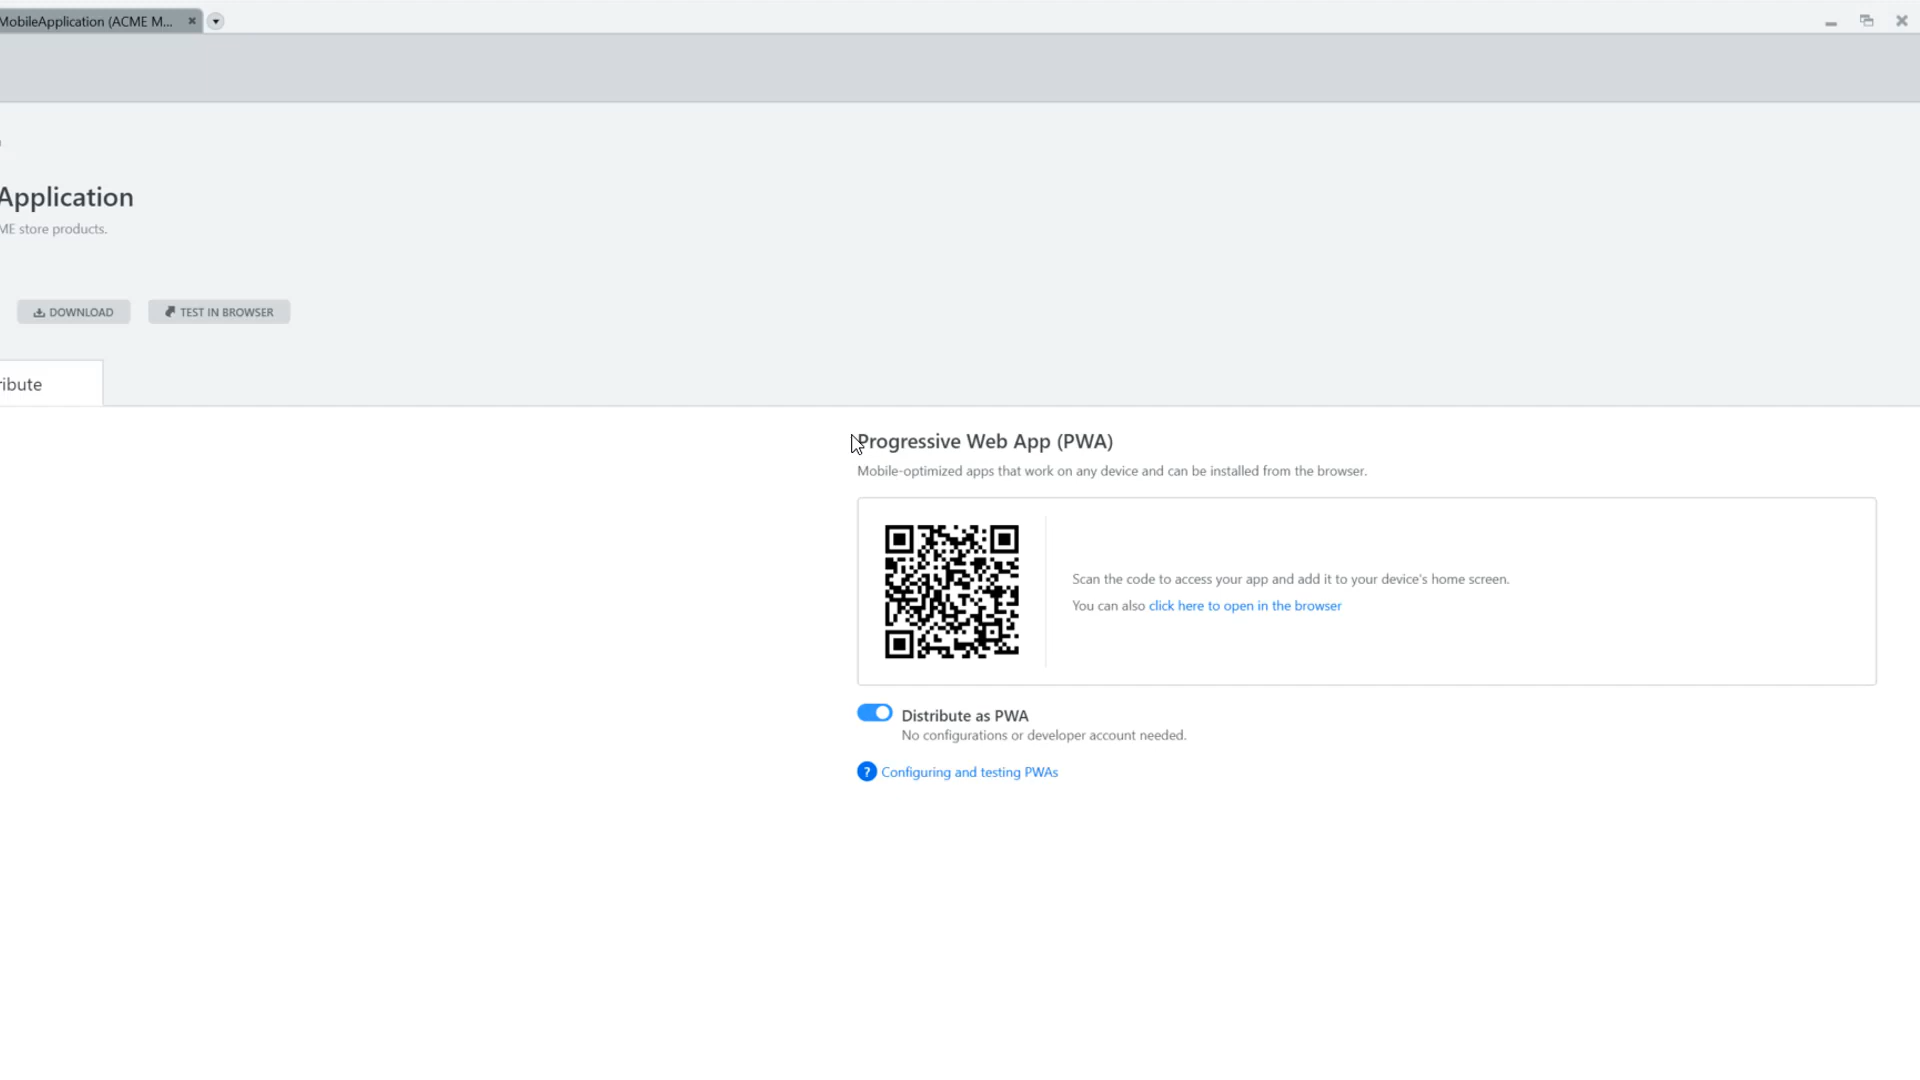 MobileApplication (ACME M...
Application
ME store products.
DOWNLOAD
TEST IN BROWSER
ribute
Progressive Web App (PWA)
Mobile-optimized apps that work on any device and can be installed from the browser.
Scan the code to access your app and add it to your device's home screen.
You can also click here to open in the browser
Distribute as PWA
No configurations or developer account needed.
? Configuring and testing PWAs